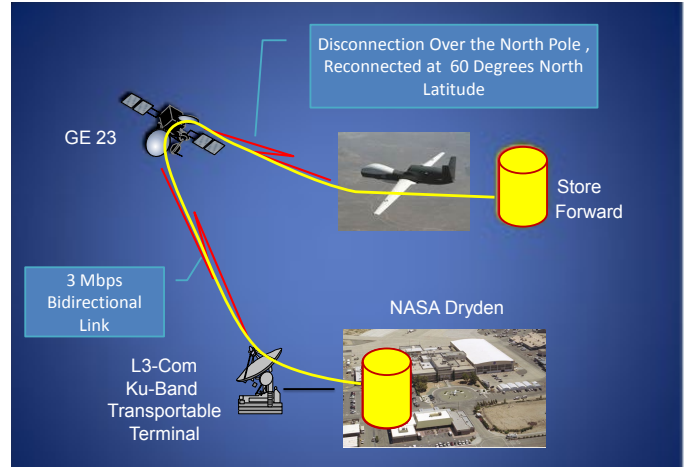 Disconnection Over the North Pole ,
Reconnected at 60 Degrees North
Latitude
GE 23
Store
Forward
3 Mbps
Bidirectional
Link
NASA Dryden
L3-Com
Ku-Band
Transportable
Terminal